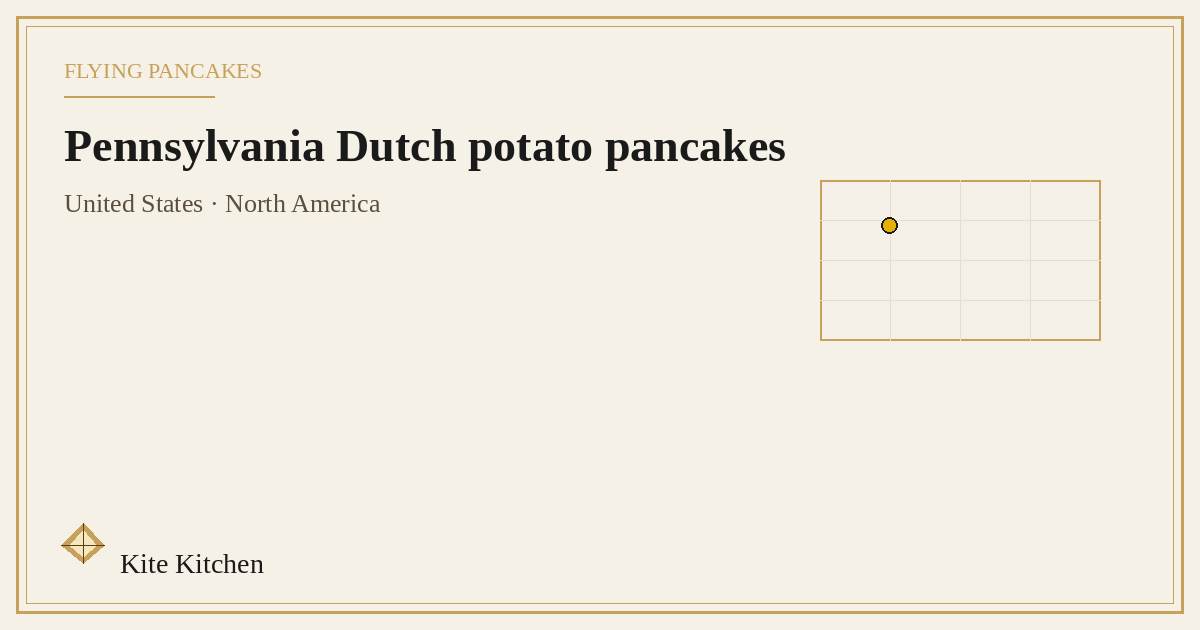 FLYING PANCAKES
Pennsylvania Dutch potato pancakes
United States · North America
Kite Kitchen